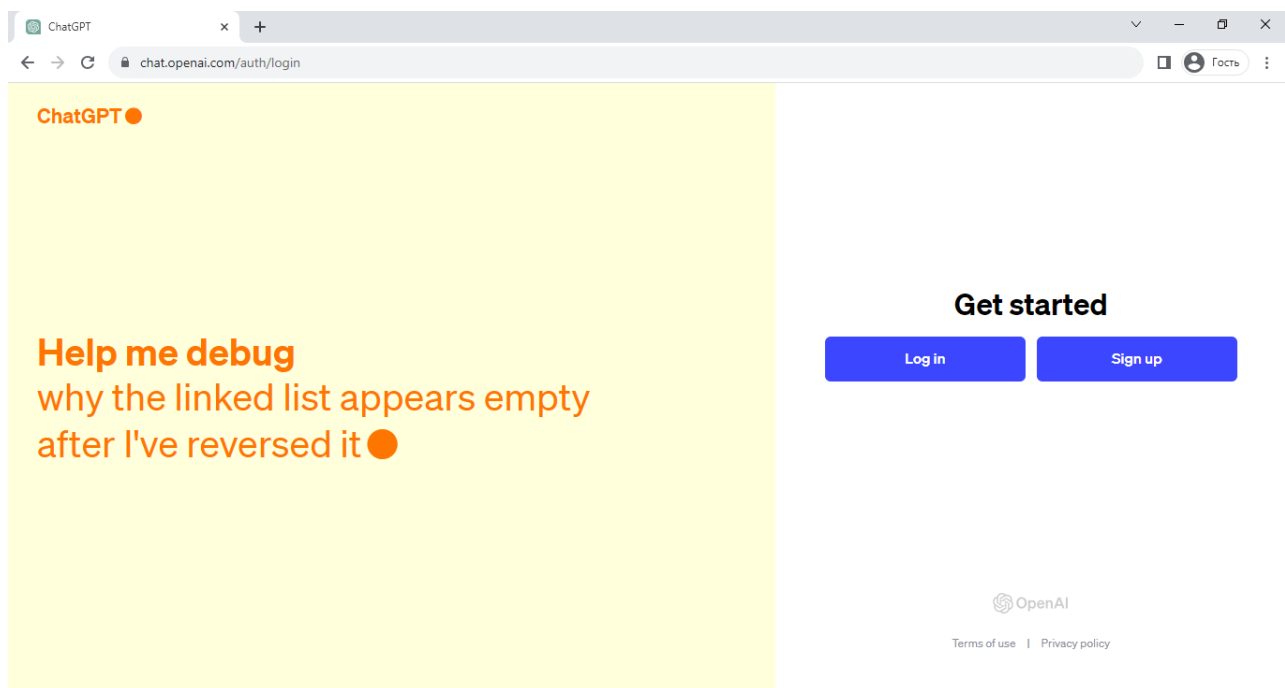 ChatGPT
chat.openai.com/auth/login
Гость
ChatGPT
Help me debug
why the linked list appears empty
after I've reversed it
Get started
Log in
Sign up
OpenAI
Terms of use | Privacy policy